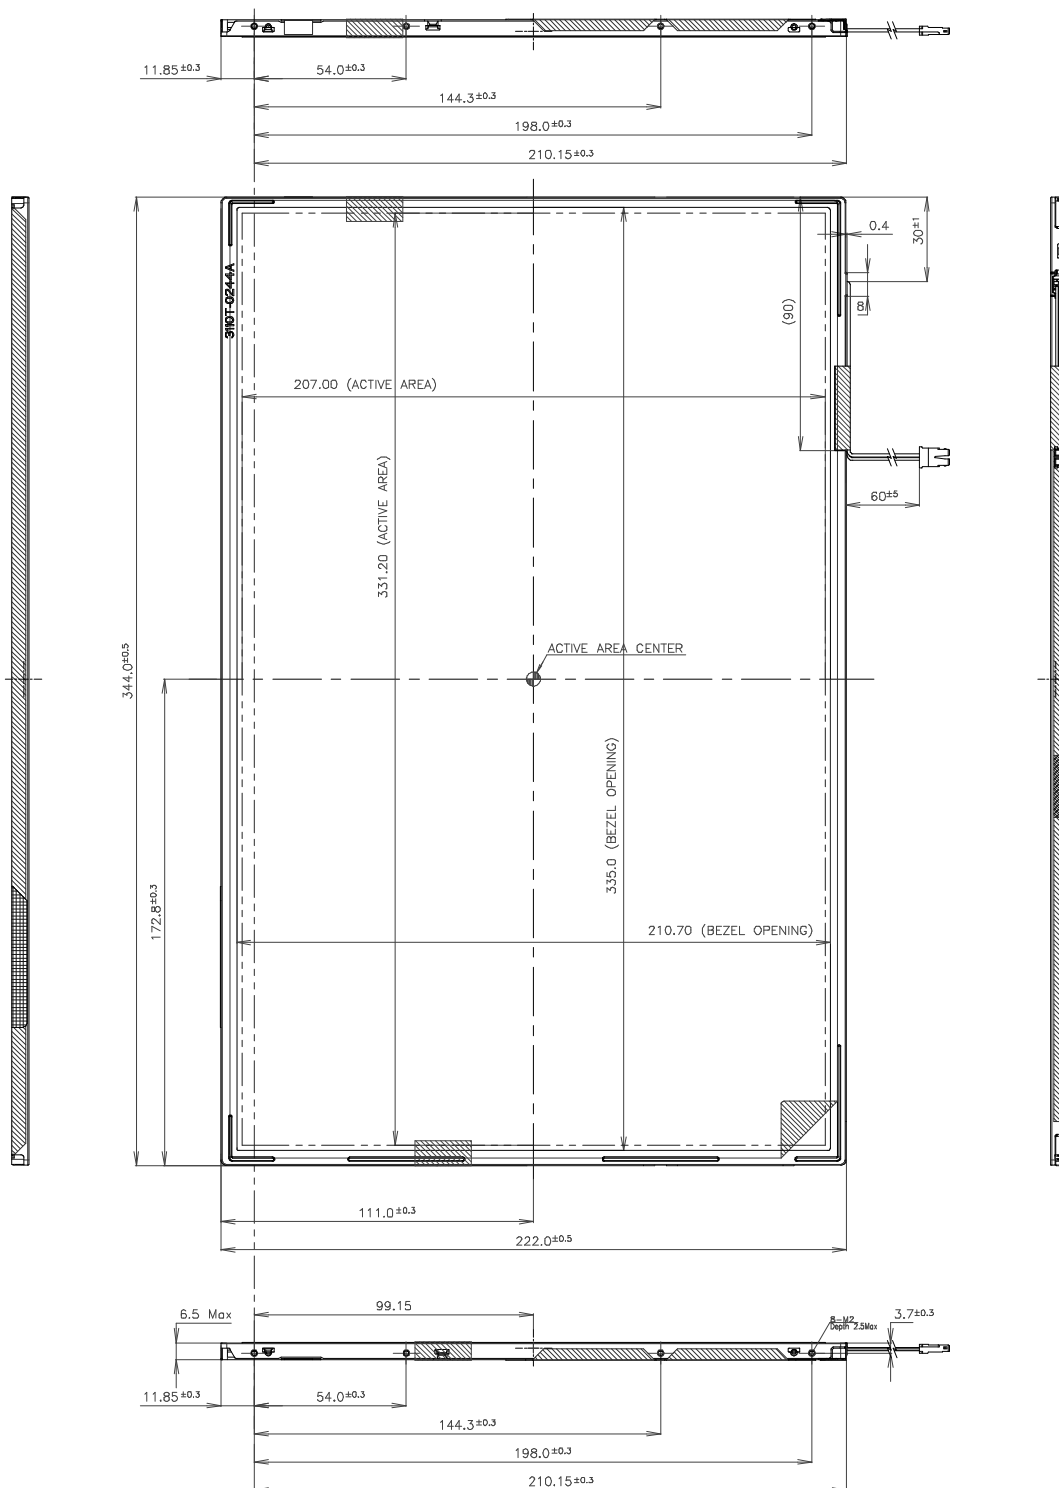 11.85±0.3
54.0±0.3
144.3±0.3
198.0±0.3
210.15±0.3
0.4
30±1
8
(90)
3110T-0244A
207.00 (ACTIVE AREA)
331.20 (ACTIVE AREA)
60±5
ACTIVE AREA CENTER
344.0±0.5
335.0 (BEZEL OPENING)
172.8±0.3
210.70 (BEZEL OPENING)
111.0±0.3
222.0±0.5
99.15
6.5 Max
8-M2
Depth 2.5Max
3.7±0.3
11.85±0.3
54.0±0.3
144.3±0.3
198.0±0.3
210.15±0.3